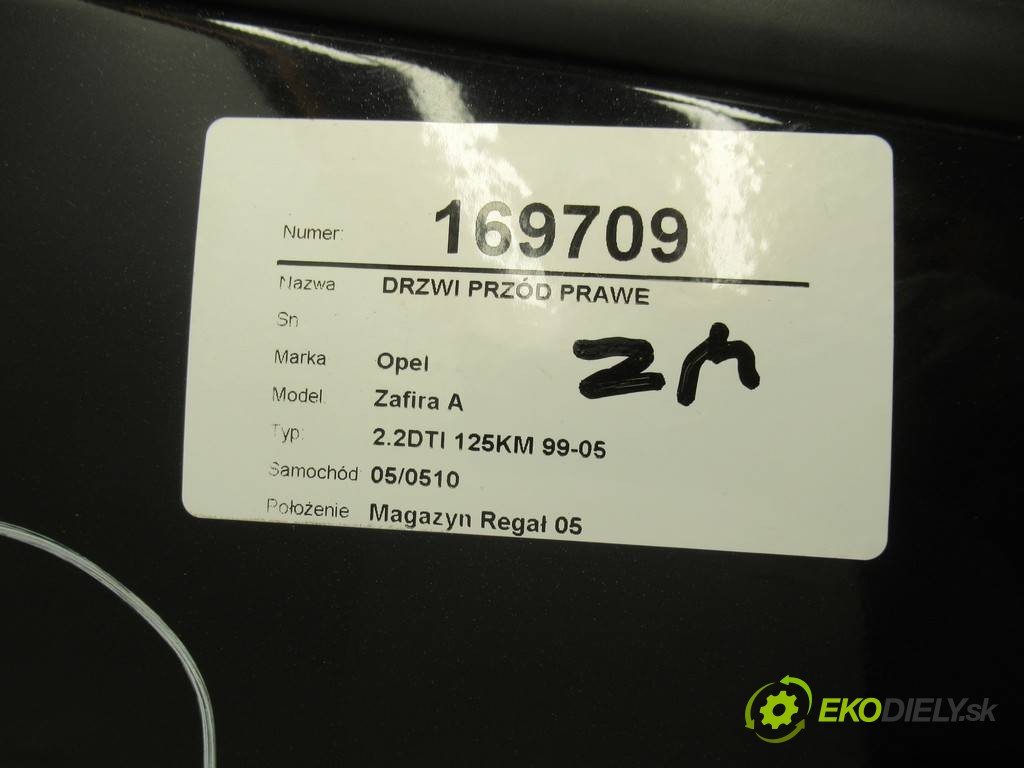 Numer: 169709
Nazwa DRZWI PRZÓD PRAWE
Sn
Marka Opel
Model. Zafira A
Typ: 2.2DTI 125KM 99-05
Samochód 05/0510
Położenie Magazyn Regał 05
EKODIELY.sk